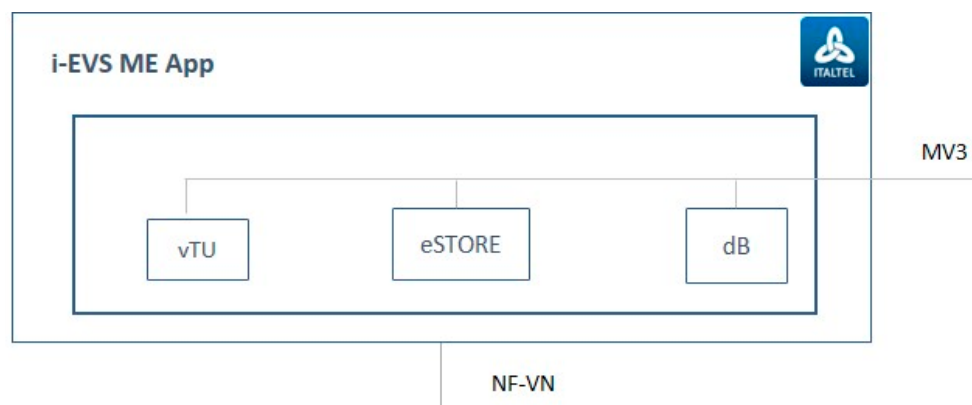 i-EVS ME App
ITALTEL
MV3
vTU
eSTORE
dB
NF-VN